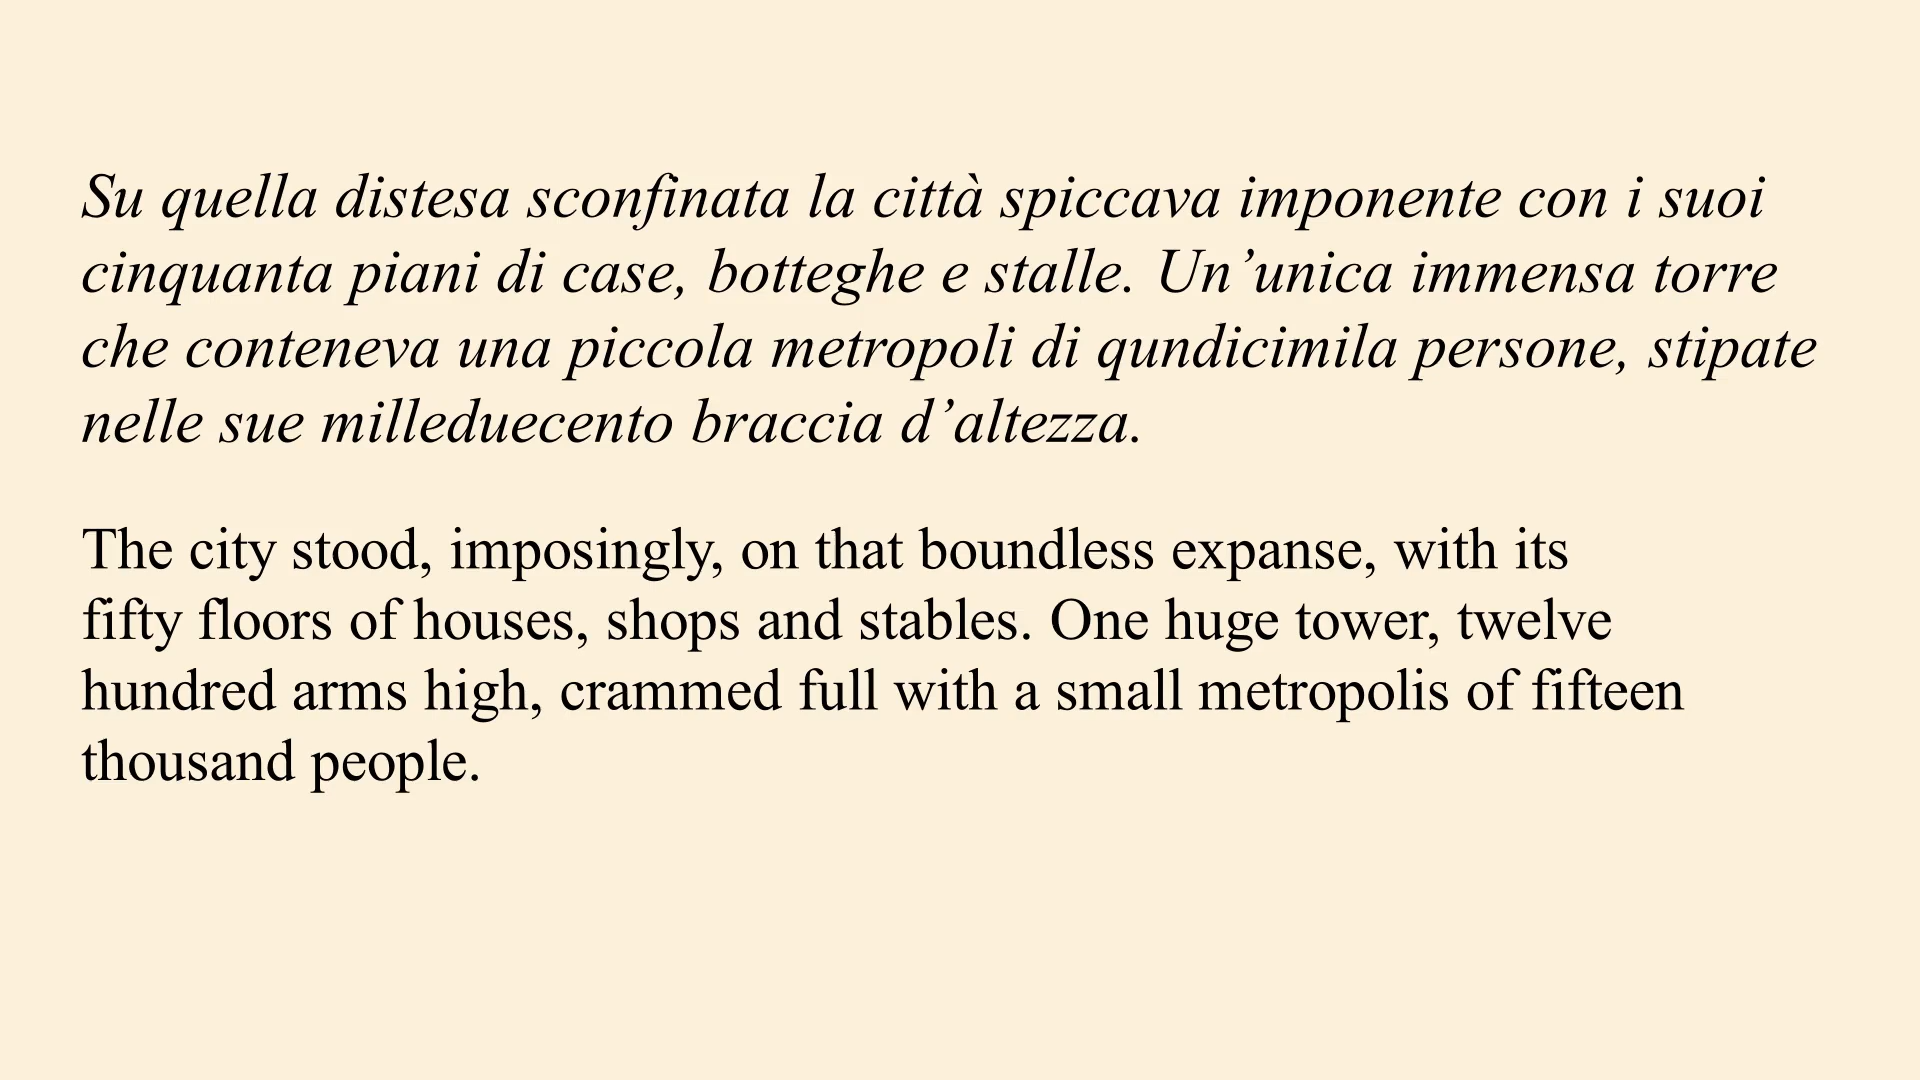 Su quella distesa sconfinata la città spiccava imponente con i suoi
cinquanta piani di case, botteghe e stalle. Un’unica immensa torre
che conteneva una piccola metropoli di qundicimila persone, stipate
nelle sue milleduecento braccia d’altezza.
The city stood, imposingly, on that boundless expanse, with its
fifty floors of houses, shops and stables. One huge tower, twelve
hundred arms high, crammed full with a small metropolis of fifteen
thousand people.